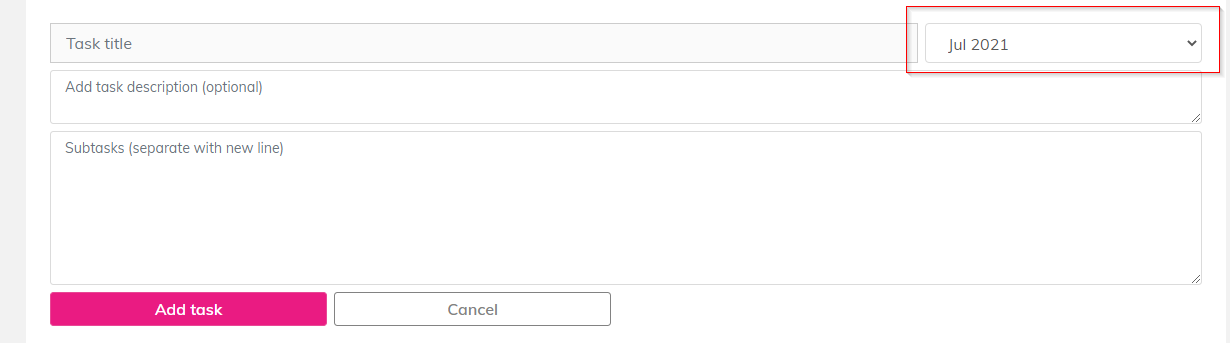 Task title
Jul 2021
Add task description (optional)
Subtasks (separate with new line)
Add task
Cancel